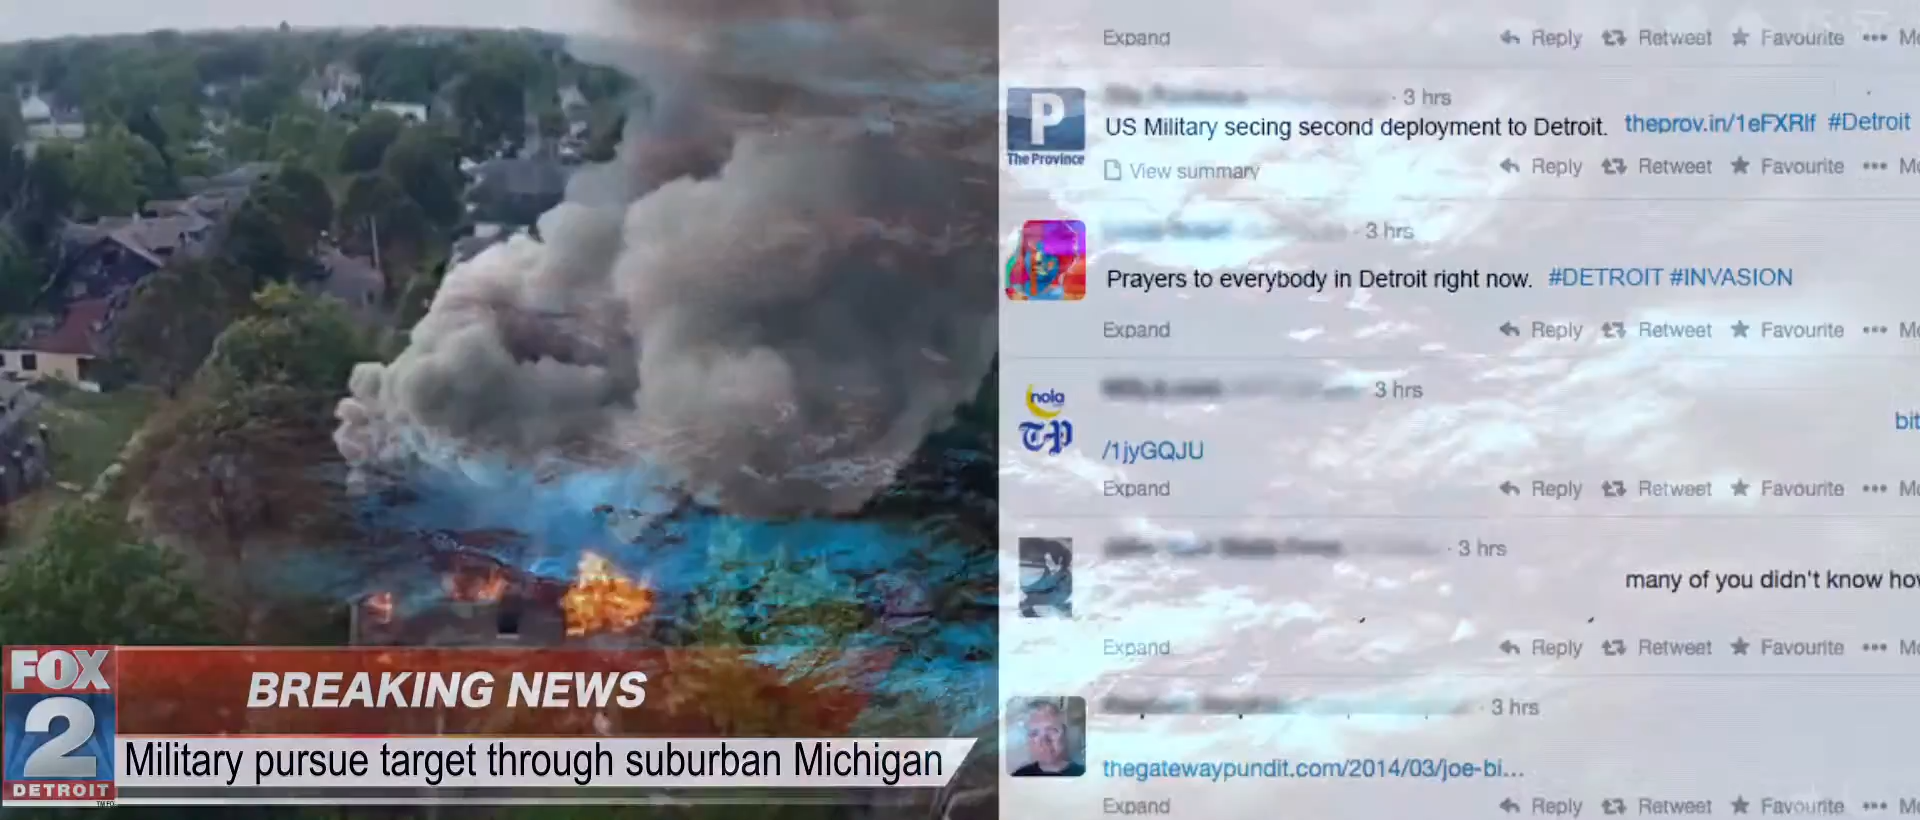 FOX
2
DETROIT
BREAKING NEWS
Military pursue target through suburban Michigan
Expand Reply Retweet Favourite
3 hrs
P
The Province
US Military secing second deployment to Detroit. theprov.in/1eFXRlf #Detroit
View summary Reply Retweet Favourite
3 hrs
Prayers to everybody in Detroit right now. #DETROIT #INVASION
Expand Reply Retweet Favourite
3 hrs
nola
TP
bit
/1jyGQJU
Expand Reply Retweet Favourite
3 hrs
many of you didn't know how
Expand Reply Retweet Favourite
3 hrs
thegatewaypundit.com/2014/03/joe-bi...
Expand Reply Retweet Favourite